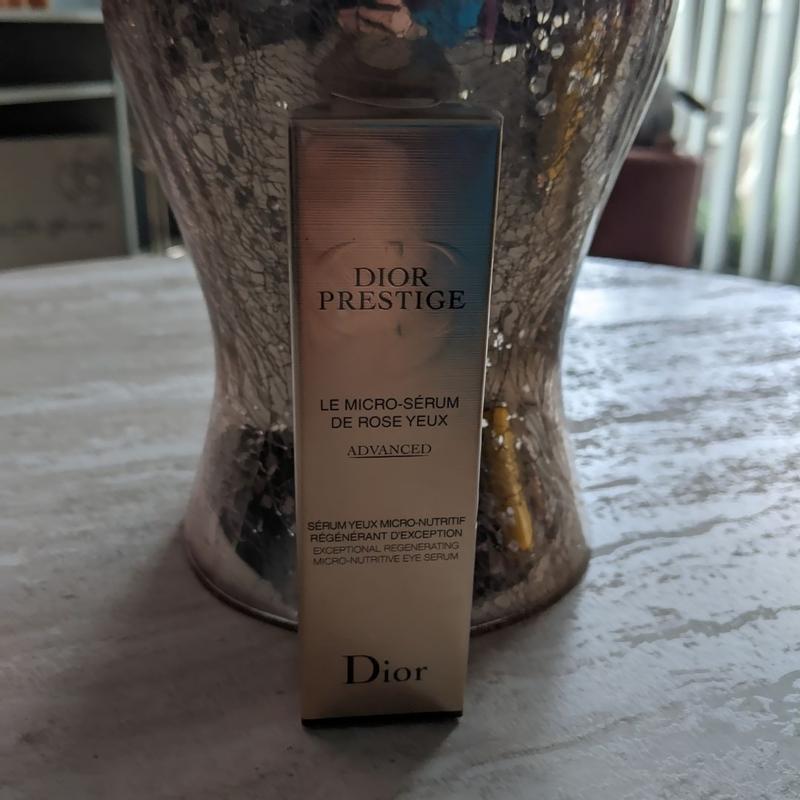 DIOR
PRESTIGE
LE MICRO-SÉRUM
DE ROSE YEUX
ADVANCED
SÉRUM YEUX MICRO-NUTRITIF
RÉGÉNÉRANT D'EXCEPTION
EXCEPTIONAL REGENERATING
MICRO-NUTRITIVE EYE SERUM
Dior